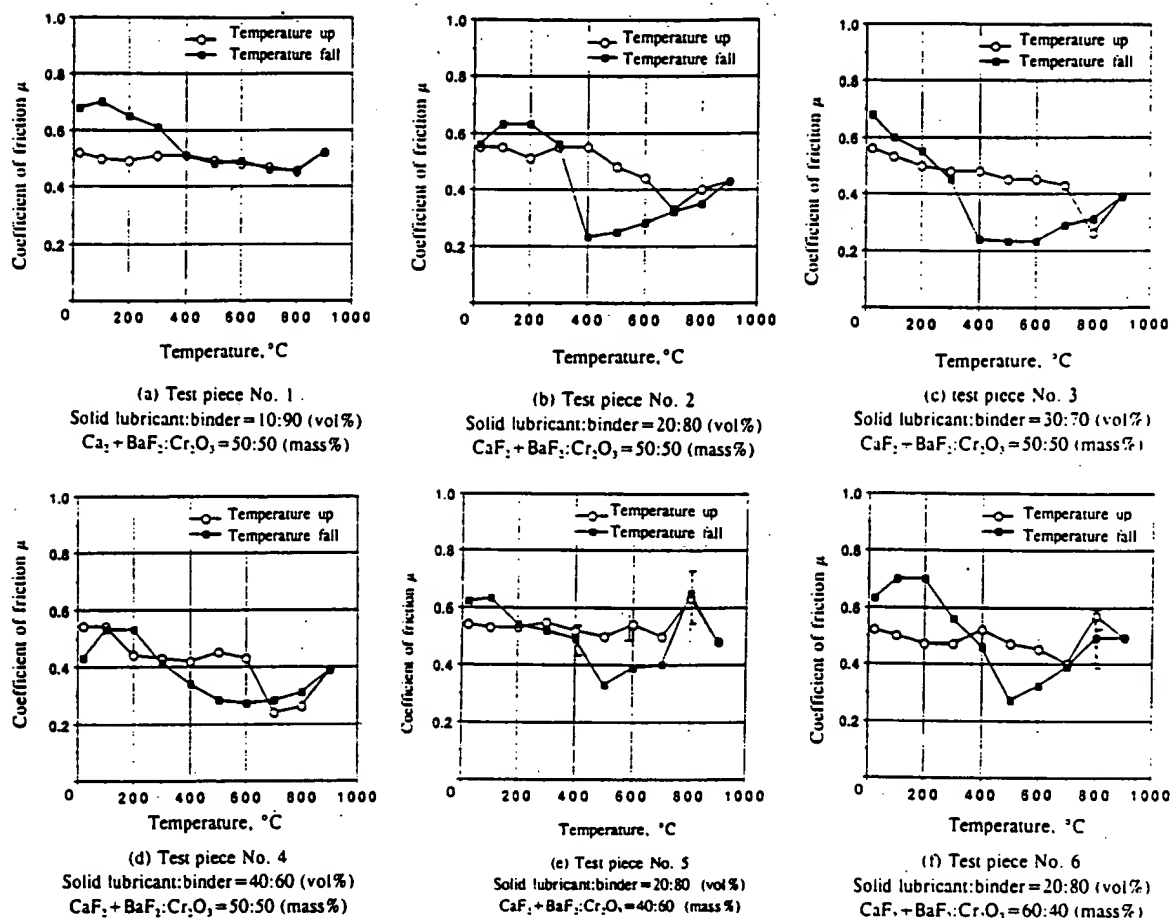 1.0
Temperature up
Temperature fall
0.8
0.6
0.4
0.2
Coefficient of friction μ
0 200 400 600 800 1000
Temperature, °C
(a) Test piece No. 1
Solid lubricant:binder=10:90 (vol%)
Ca₂+BaF₂:Cr₂O₃=50:50 (mass%)
1.0
Temperature up
Temperature fall
0.8
0.6
0.4
0.2
Coefficient of friction μ
0 200 400 600 800 1000
Temperature, °C
(b) Test piece No. 2
Solid lubricant:binder=20:80 (vol%)
CaF₂+BaF₂:Cr₂O₃=50:50 (mass%)
1.0
Temperature up
Temperature fall
0.8
0.6
0.4
0.2
Coefficient of friction μ
0 200 400 600 800 1000
Temperature, °C
(c) test piece No. 3
Solid lubricant:binder=30:70 (vol%)
CaF₂+BaF₂:Cr₂O₃=50:50 (mass%)
1.0
Temperature up
Temperature fall
0.8
0.6
0.4
0.2
Coefficient of friction μ
0 200 400 600 800 1000
Temperature, °C
(d) Test piece No. 4
Solid lubricant:binder=40:60 (vol%)
CaF₂+BaF₂:Cr₂O₃=50:50 (mass%)
1.0
Temperature up
Temperature fall
0.8
0.6
0.4
0.2
Coefficient of friction μ
0 200 400 600 800 1000
Temperature, °C
(e) Test piece No. 5
Solid lubricant:binder=20:80 (vol%)
CaF₂+BaF₂:Cr₂O₃=40:60 (mass%)
1.0
Temperature up
Temperature fall
0.8
0.6
0.4
0.2
Coefficient of friction μ
0 200 400 600 800 1000
Temperature, °C
(f) Test piece No. 6
Solid lubricant:binder=20:80 (vol%)
CaF₂+BaF₂:Cr₂O₃=60:40 (mass%)